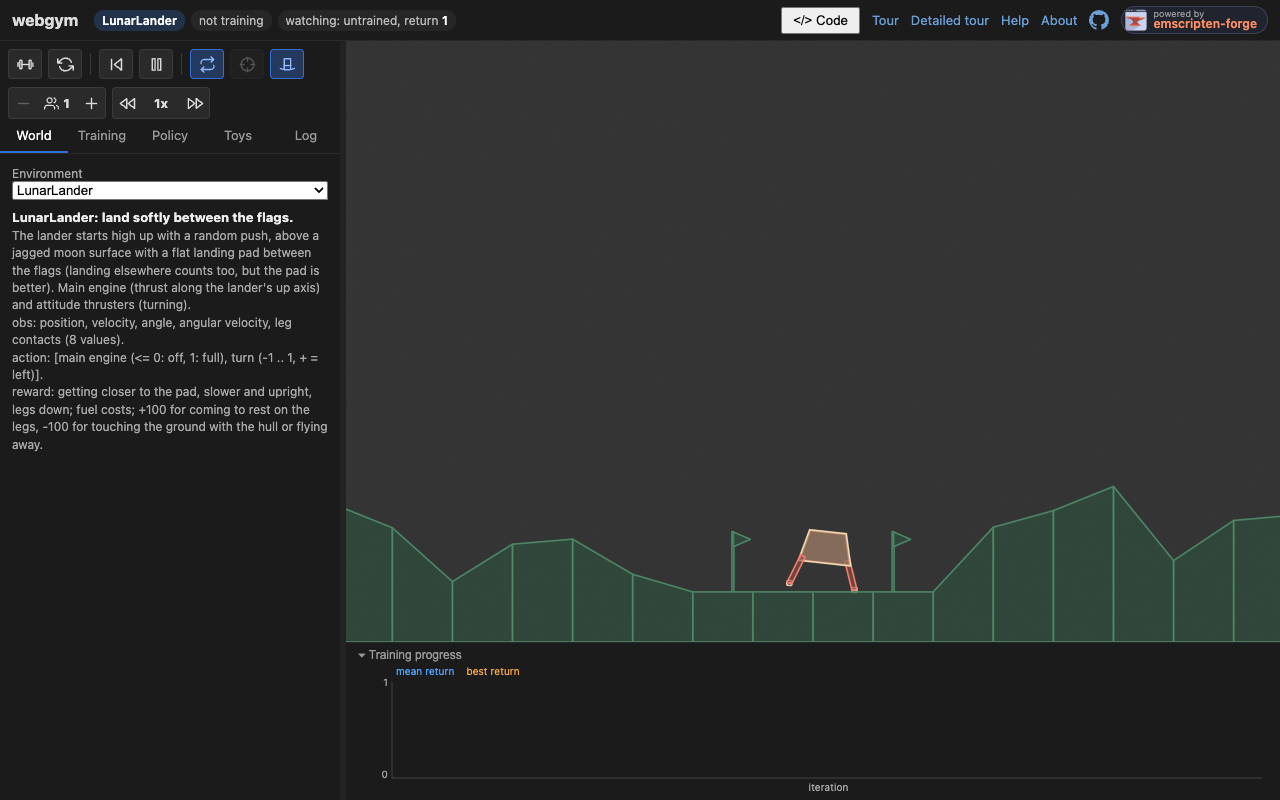 webgym LunarLander not training watching: untrained, return 1 </> Code Tour Detailed tour Help About powered by emscripten-forge
1 1x
World Training Policy Toys Log
Environment
LunarLander
LunarLander: land softly between the flags.
The lander starts high up with a random push, above a
jagged moon surface with a flat landing pad between
the flags (landing elsewhere counts too, but the pad is
better). Main engine (thrust along the lander's up axis)
and attitude thrusters (turning).
obs: position, velocity, angle, angular velocity, leg
contacts (8 values).
action: [main engine (<= 0: off, 1: full), turn (-1 .. 1, + =
left)].
reward: getting closer to the pad, slower and upright,
legs down; fuel costs; +100 for coming to rest on the
legs, -100 for touching the ground with the hull or flying
away.
Training progress
mean return best return
1
0
iteration